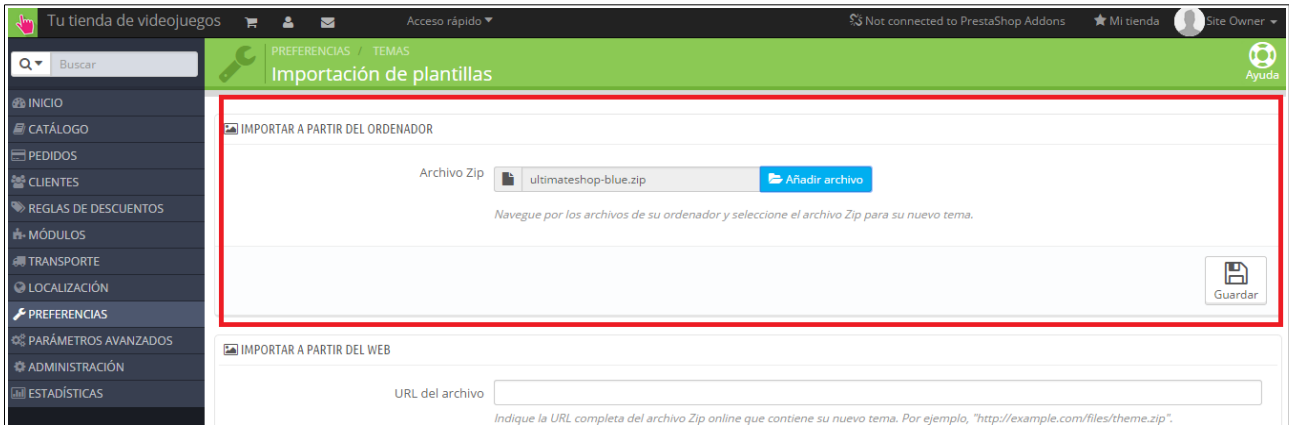 Tu tienda de videojuegos Acceso rápido Not connected to PrestaShop Addons Mi tienda Site Owner
Buscar
PREFERENCIAS / TEMAS
Importación de plantillas
Ayuda
INICIO
CATÁLOGO
PEDIDOS
CLIENTES
REGLAS DE DESCUENTOS
MÓDULOS
TRANSPORTE
LOCALIZACIÓN
PREFERENCIAS
PARÁMETROS AVANZADOS
ADMINISTRACIÓN
ESTADÍSTICAS
IMPORTAR A PARTIR DEL ORDENADOR
Archivo Zip ultimateshop-blue.zip Añadir archivo
Navegue por los archivos de su ordenador y seleccione el archivo Zip para su nuevo tema.
Guardar
IMPORTAR A PARTIR DEL WEB
URL del archivo
Indique la URL completa del archivo Zip online que contiene su nuevo tema. Por ejemplo, "http://example.com/files/theme.zip".